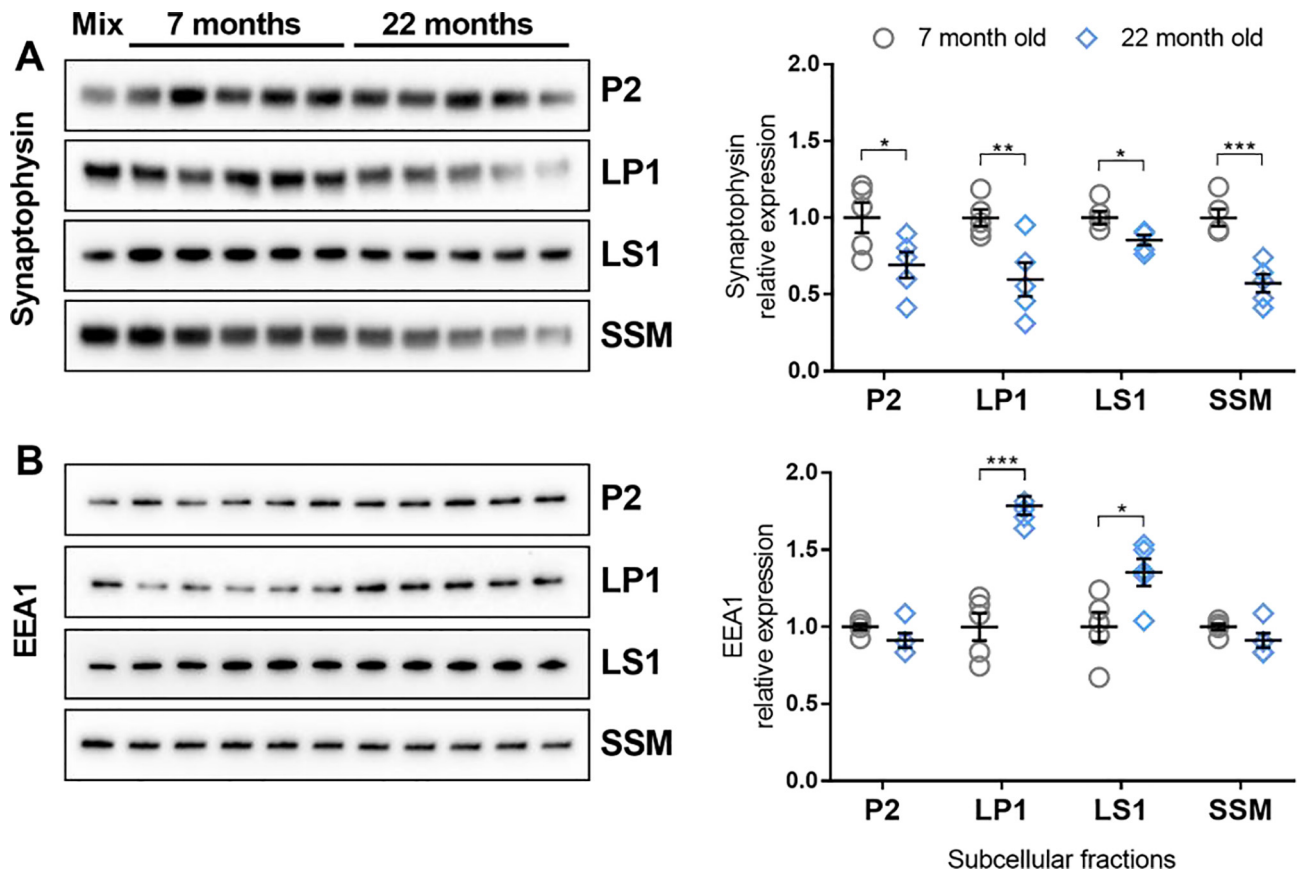 Mix 7 months 22 months
A
Synaptophysin
P2
LP1
LS1
SSM
7 month old 22 month old
Synaptophysin
relative expression
2.0
1.5
1.0
0.5
0.0
* ** * ***
P2 LP1 LS1 SSM
B
EEA1
P2
LP1
LS1
SSM
EEA1
relative expression
2.0
1.5
1.0
0.5
0.0
*** *
P2 LP1 LS1 SSM
Subcellular fractions